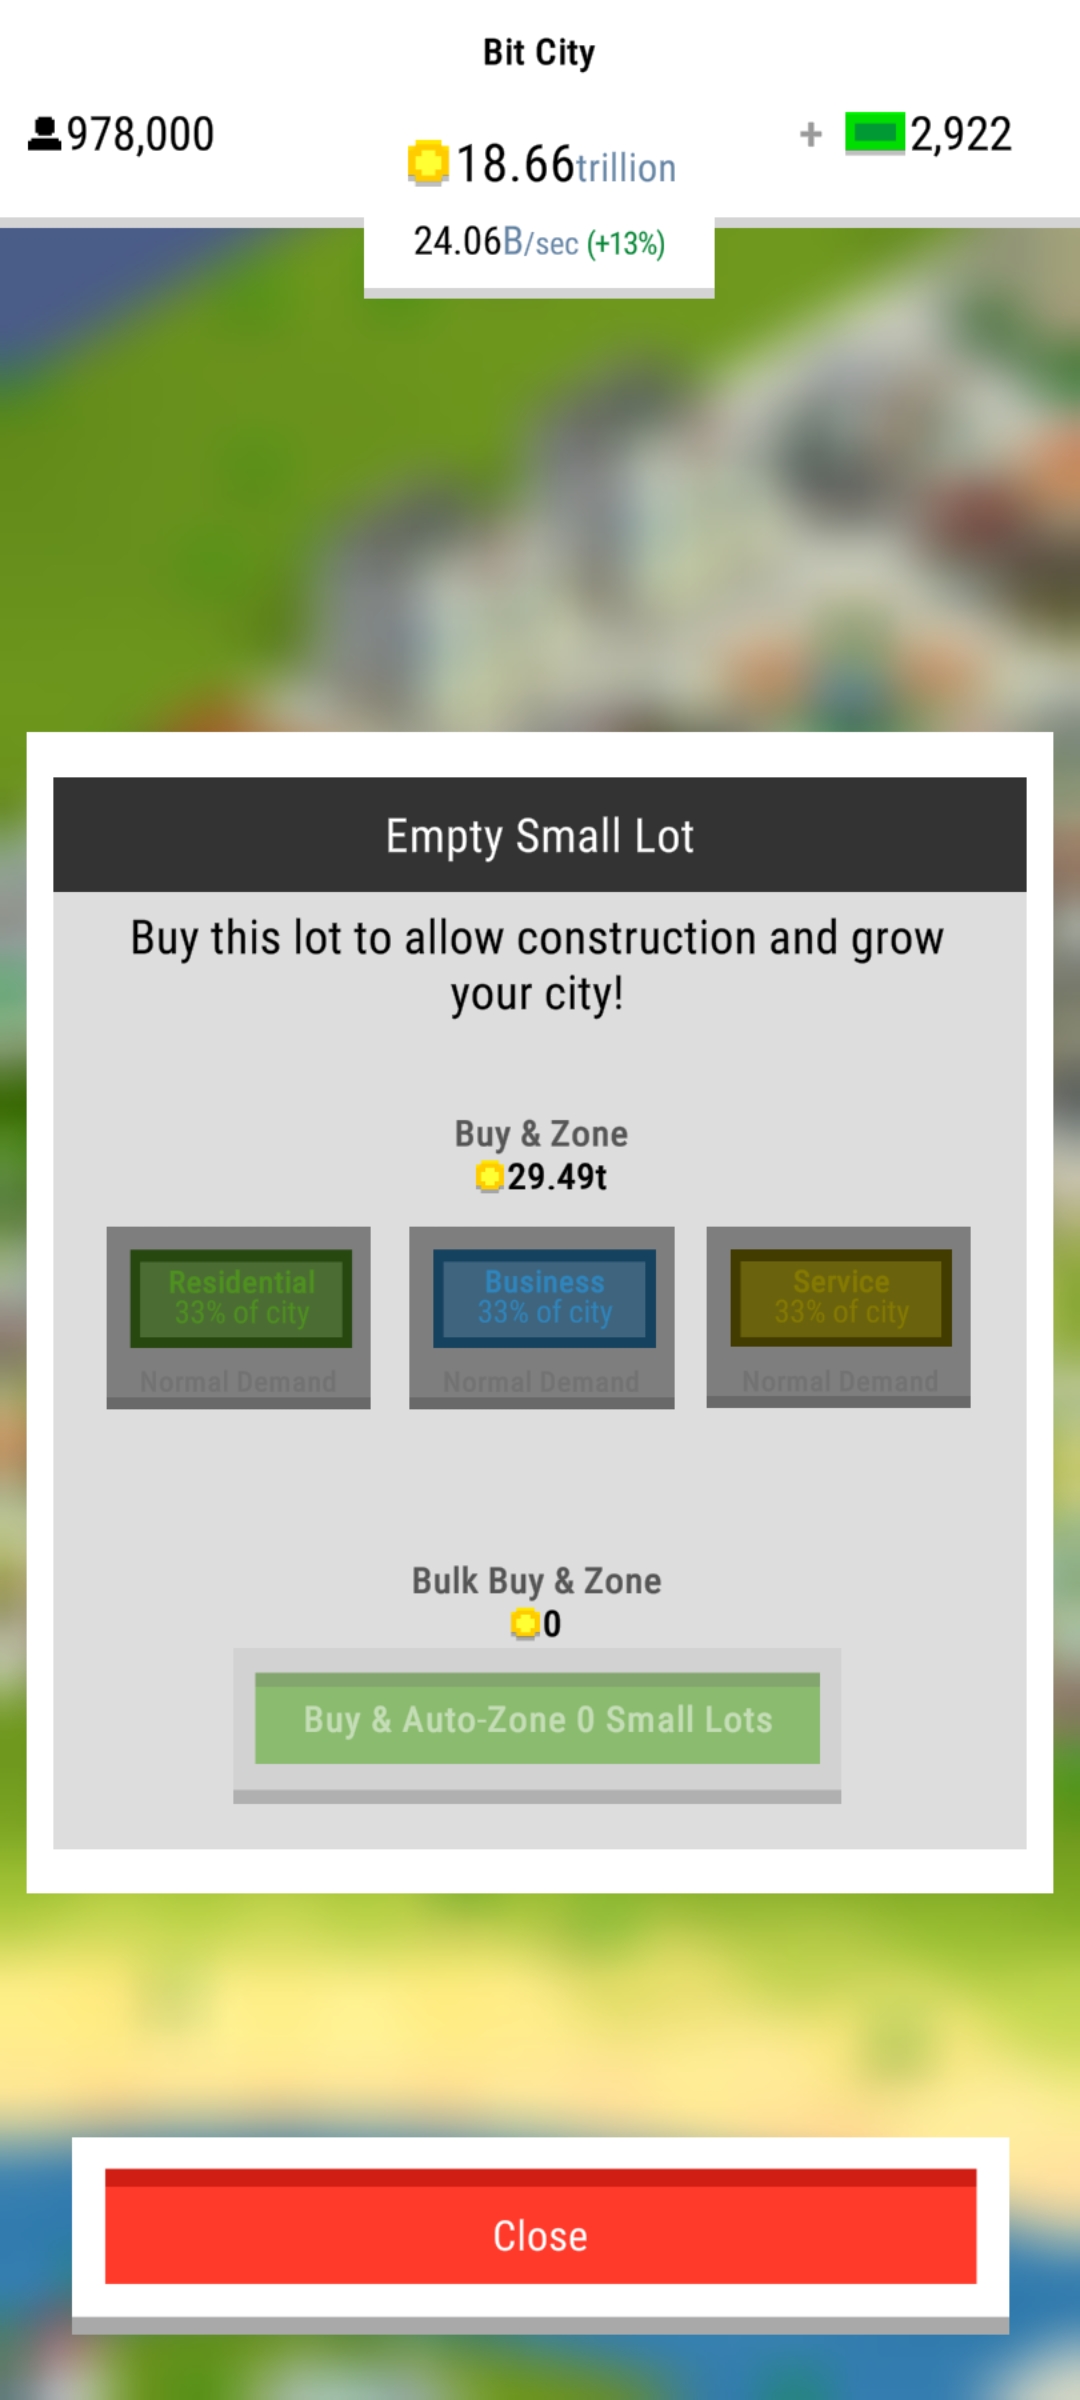 Bit City
978,000
18.66trillion
+ 2,922
24.06B/sec (+13%)
Empty Small Lot
Buy this lot to allow construction and grow
your city!
Buy & Zone
29.49t
Residential
33% of city
Normal Demand
Business
33% of city
Normal Demand
Service
33% of city
Normal Demand
Bulk Buy & Zone
0
Buy & Auto-Zone 0 Small Lots
Close